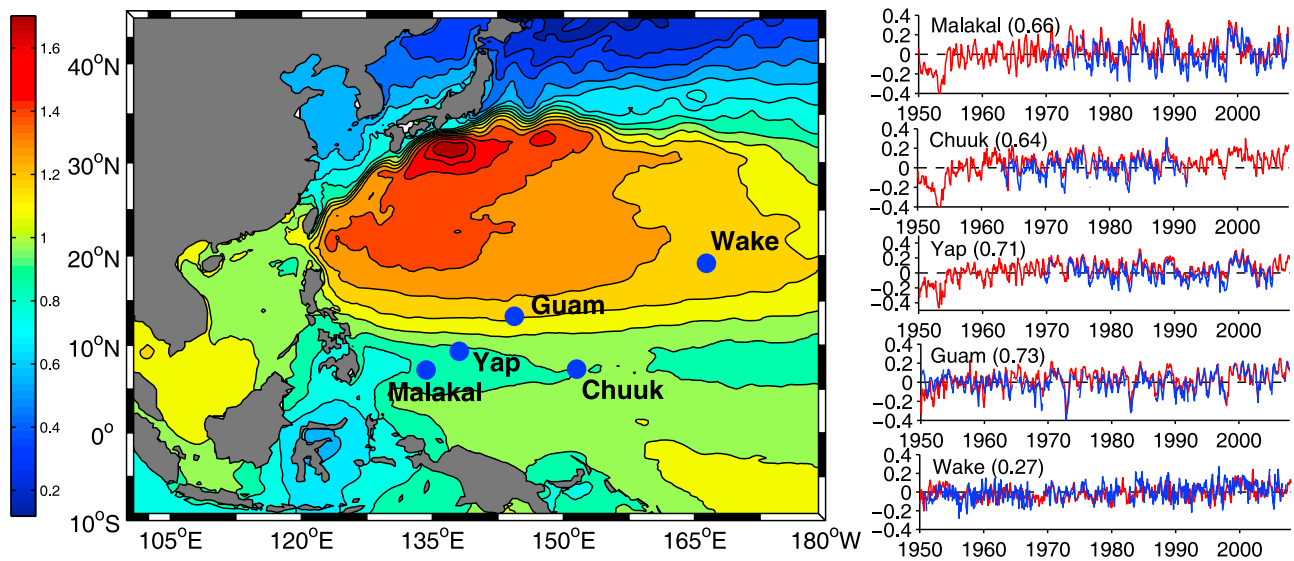 1.6
1.4
1.2
1
0.8
0.6
0.4
0.2
40°N
30°N
20°N
10°N
0°
10°S
105°E
120°E
135°E
150°E
165°E
180°W
Wake
Guam
Yap
Malakal
Chuuk
Malakal (0.66)
0.4
0.2
0
−0.2
−0.4
1950 1960 1970 1980 1990 2000
Chuuk (0.64)
0.4
0.2
0
−0.2
−0.4
1950 1960 1970 1980 1990 2000
Yap (0.71)
0.4
0.2
0
−0.2
−0.4
1950 1960 1970 1980 1990 2000
Guam (0.73)
0.4
0.2
0
−0.2
−0.4
1950 1960 1970 1980 1990 2000
Wake (0.27)
0.4
0.2
0
−0.2
−0.4
1950 1960 1970 1980 1990 2000